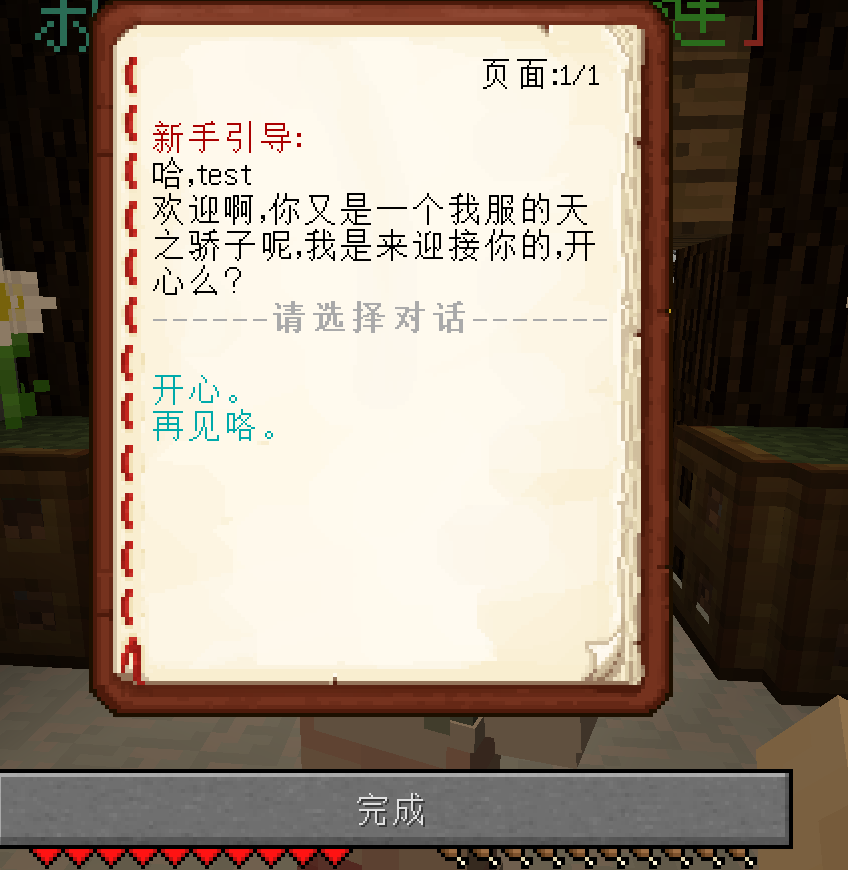 页面:1/1
新手引导:
哈,test
欢迎啊,你又是一个我服的天
之骄子呢,我是来迎接你的,开
心么?
------请选择对话-------
开心。
再见咯。
完成